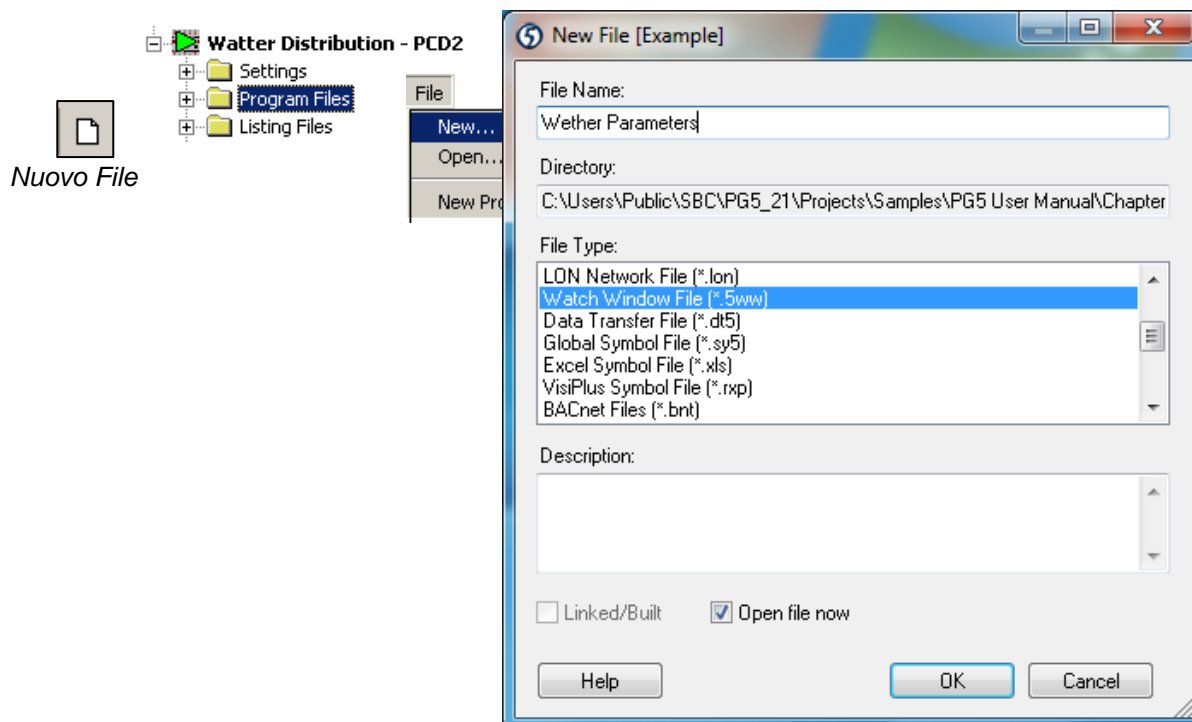 Watter Distribution - PCD2
Settings
Program Files
Listing Files
Nuovo File
File
New...
Open...
New Pro
New File [Example]
File Name:
Wether Parameters
Directory:
C:\Users\Public\SBC\PG5_21\Projects\Samples\PG5 User Manual\Chapter
File Type:
LON Network File (*.lon)
Watch Window File (*.5ww)
Data Transfer File (*.dt5)
Global Symbol File (*.sy5)
Excel Symbol File (*.xls)
VisiPlus Symbol File (*.rxp)
BACnet Files (*.bnt)
Description:
Linked/Built
Open file now
Help
OK
Cancel